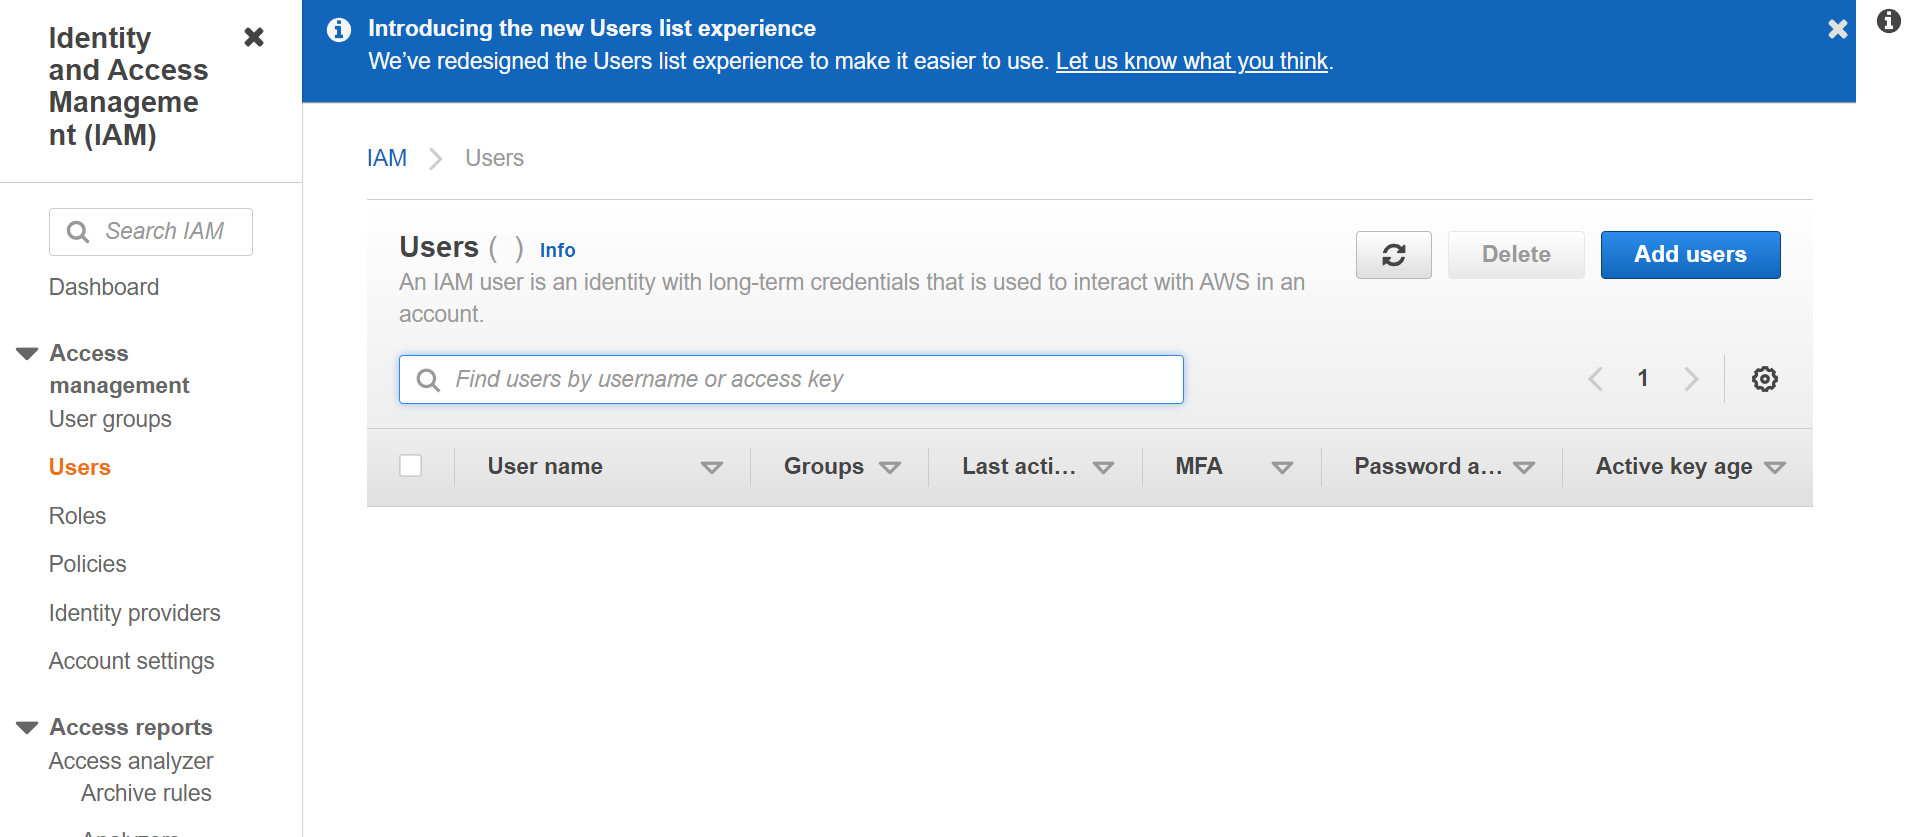 Identity
and Access
Manageme
nt (IAM)
Search IAM
Dashboard
Access
management
User groups
Users
Roles
Policies
Identity providers
Account settings
Access reports
Access analyzer
Archive rules
Analyzers
Introducing the new Users list experience
We’ve redesigned the Users list experience to make it easier to use. Let us know what you think.
IAM Users
Users ( ) Info
An IAM user is an identity with long-term credentials that is used to interact with AWS in an
account.
Delete
Add users
Find users by username or access key
1
User name Groups Last acti... MFA Password a... Active key age